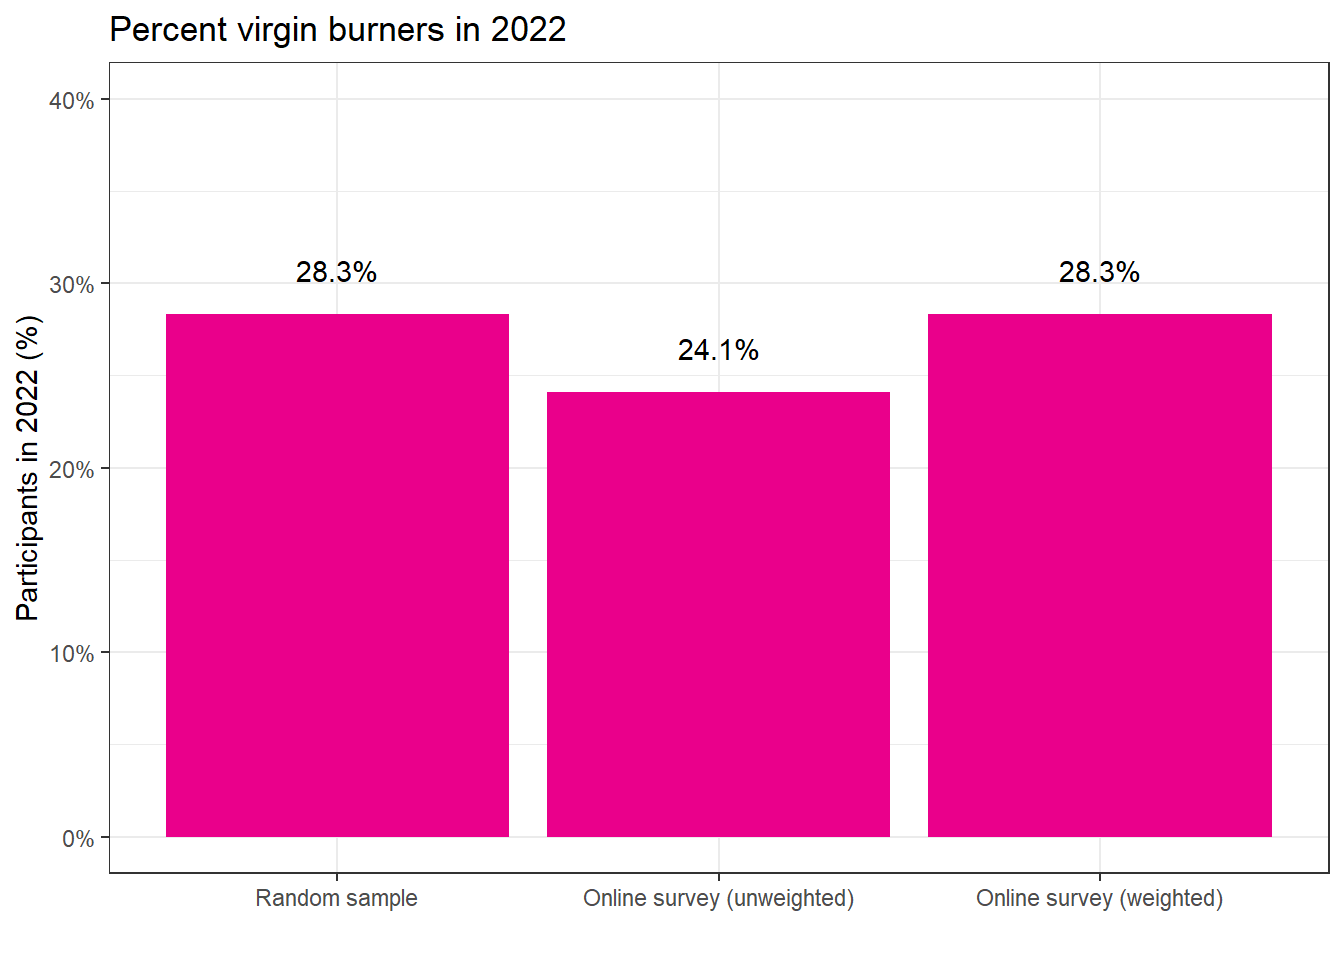 Percent virgin burners in 2022
Participants in 2022 (%)
40%
30%
20%
10%
0%
28.3%
24.1%
28.3%
Random sample
Online survey (unweighted)
Online survey (weighted)